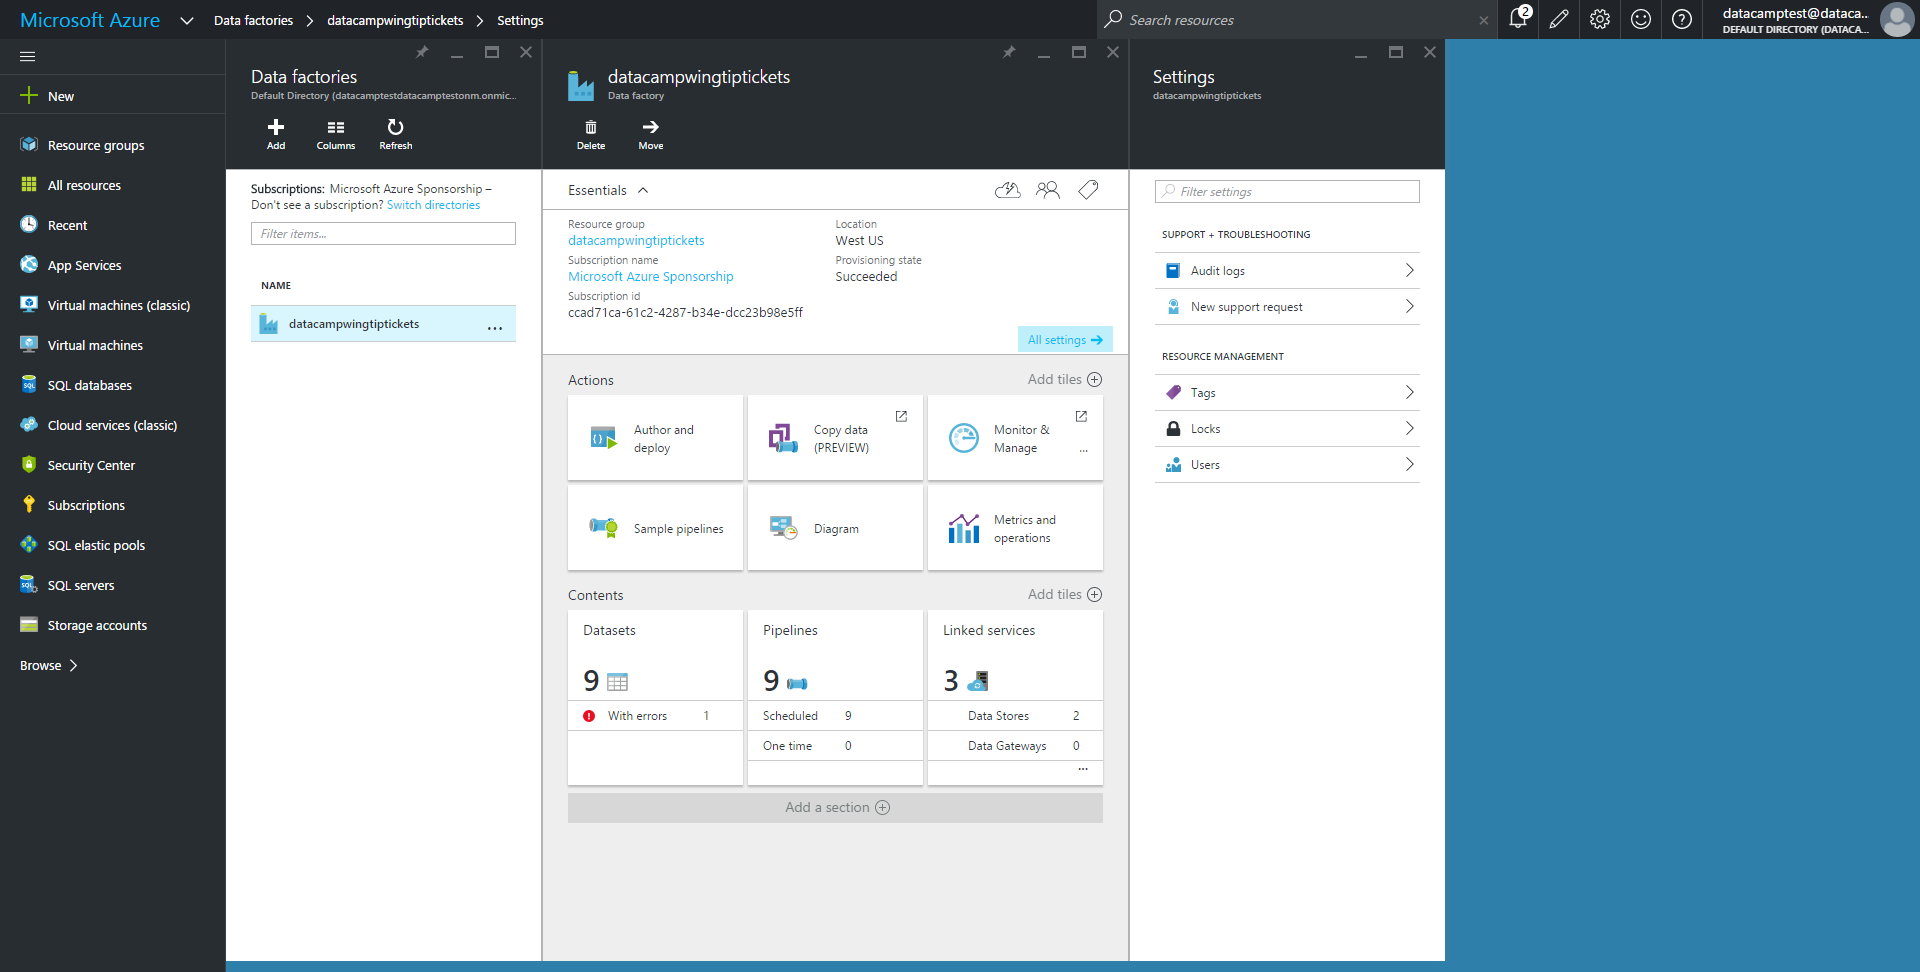 Microsoft Azure
Data factories
datacampwingtiptickets
Settings
Search resources
2
datacamptest@dataca...
DEFAULT DIRECTORY (DATACA...
New
Resource groups
All resources
Recent
App Services
Virtual machines (classic)
Virtual machines
SQL databases
Cloud services (classic)
Security Center
Subscriptions
SQL elastic pools
SQL servers
Storage accounts
Browse
Data factories
Default Directory (datacamptestdatacamptestonm.onmic...
Add
Columns
Refresh
Subscriptions: Microsoft Azure Sponsorship –
Don't see a subscription? Switch directories
Filter items...
NAME
datacampwingtiptickets
...
datacampwingtiptickets
Data factory
Delete
Move
Essentials
Resource group
datacampwingtiptickets
Subscription name
Microsoft Azure Sponsorship
Subscription id
ccad71ca-61c2-4287-b34e-dcc23b98e5ff
Location
West US
Provisioning state
Succeeded
All settings
Actions
Add tiles
Author and
deploy
Copy data
(PREVIEW)
Monitor &
Manage
...
Sample pipelines
Diagram
Metrics and
operations
Contents
Add tiles
Datasets
9
With errors 1
Pipelines
9
Scheduled 9
One time 0
Linked services
3
Data Stores 2
Data Gateways 0
...
Add a section
Settings
datacampwingtiptickets
Filter settings
SUPPORT + TROUBLESHOOTING
Audit logs
New support request
RESOURCE MANAGEMENT
Tags
Locks
Users